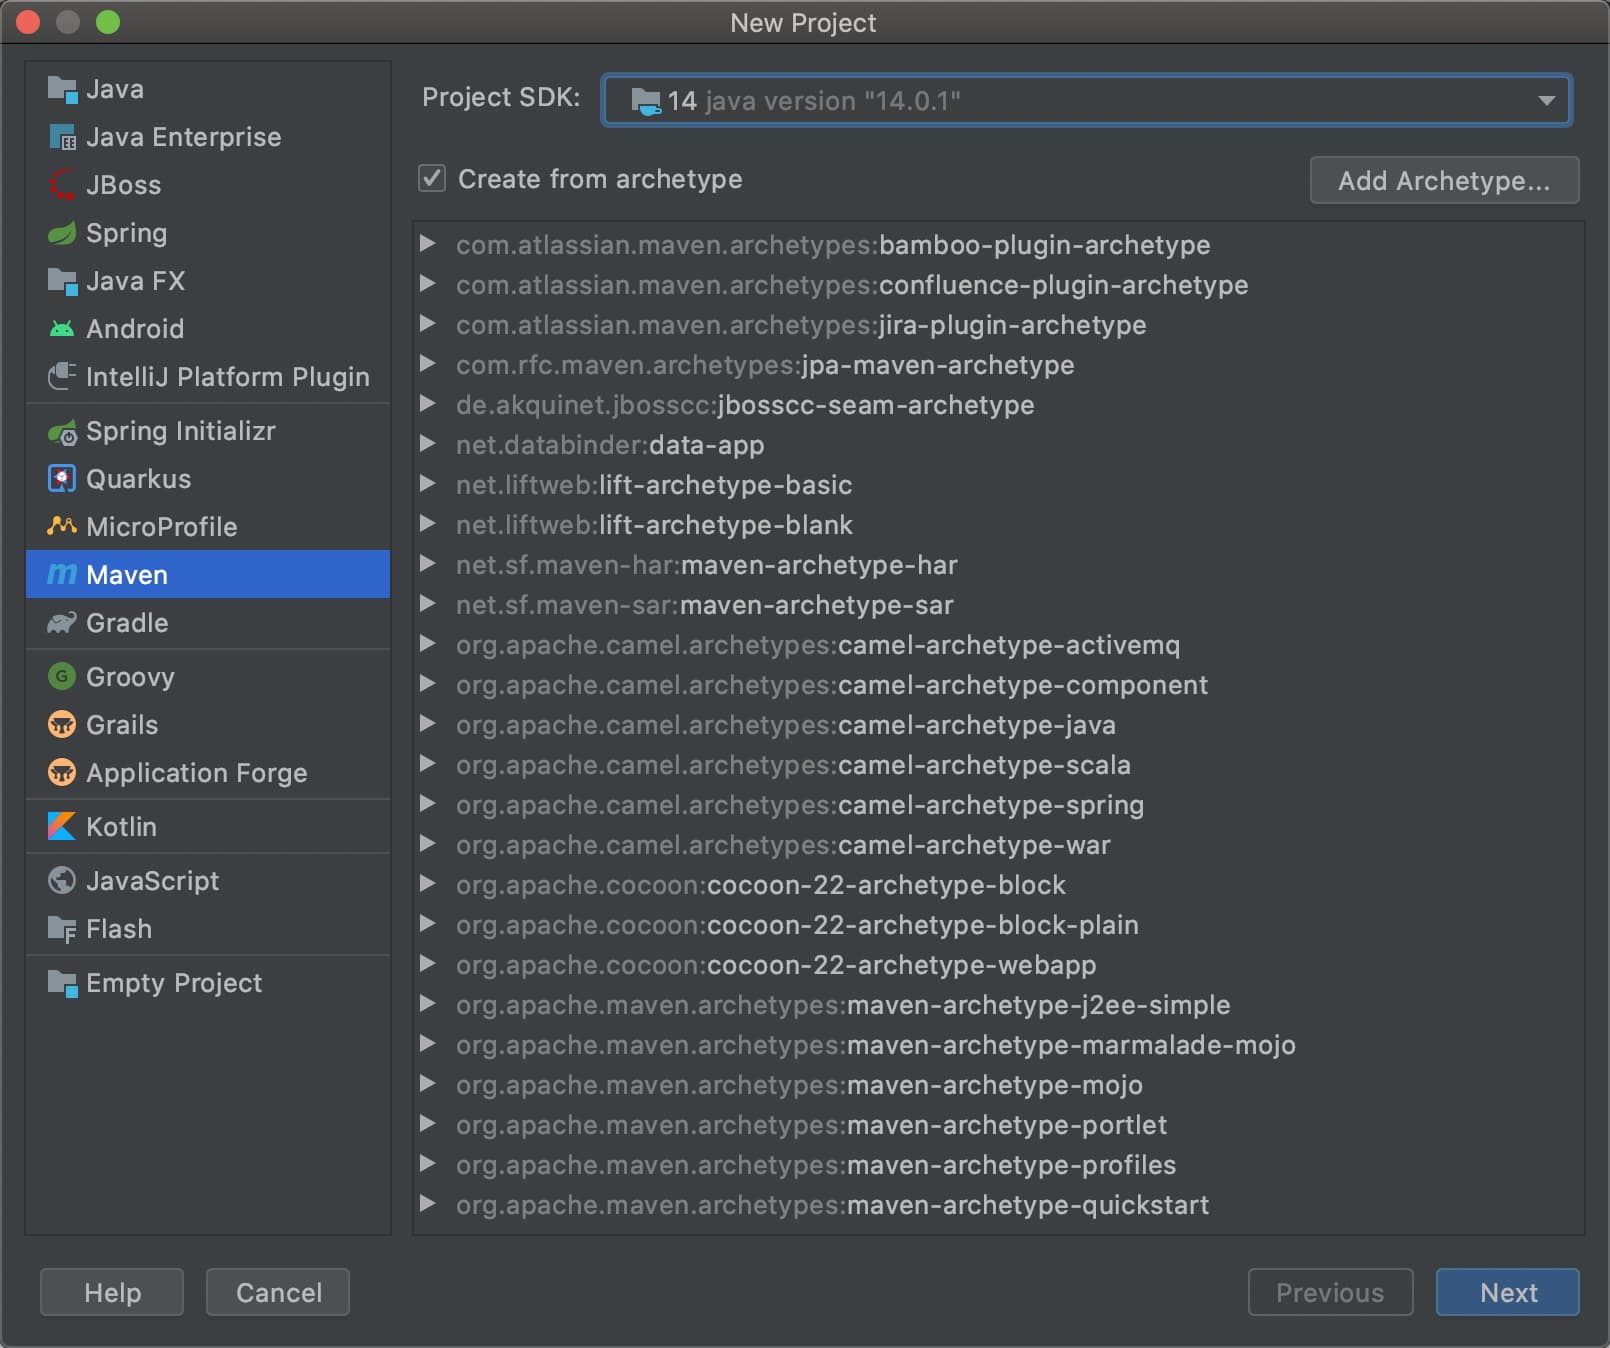 New Project
Java
Java Enterprise
JBoss
Spring
Java FX
Android
IntelliJ Platform Plugin
Spring Initializr
Quarkus
MicroProfile
Maven
Gradle
Groovy
Grails
Application Forge
Kotlin
JavaScript
Flash
Empty Project
Project SDK: 14 java version "14.0.1"
Create from archetype
Add Archetype...
com.atlassian.maven.archetypes:bamboo-plugin-archetype
com.atlassian.maven.archetypes:confluence-plugin-archetype
com.atlassian.maven.archetypes:jira-plugin-archetype
com.rfc.maven.archetypes:jpa-maven-archetype
de.akquinet.jbosscc:jbosscc-seam-archetype
net.databinder:data-app
net.liftweb:lift-archetype-basic
net.liftweb:lift-archetype-blank
net.sf.maven-har:maven-archetype-har
net.sf.maven-sar:maven-archetype-sar
org.apache.camel.archetypes:camel-archetype-activemq
org.apache.camel.archetypes:camel-archetype-component
org.apache.camel.archetypes:camel-archetype-java
org.apache.camel.archetypes:camel-archetype-scala
org.apache.camel.archetypes:camel-archetype-spring
org.apache.camel.archetypes:camel-archetype-war
org.apache.cocoon:cocoon-22-archetype-block
org.apache.cocoon:cocoon-22-archetype-block-plain
org.apache.cocoon:cocoon-22-archetype-webapp
org.apache.maven.archetypes:maven-archetype-j2ee-simple
org.apache.maven.archetypes:maven-archetype-marmalade-mojo
org.apache.maven.archetypes:maven-archetype-mojo
org.apache.maven.archetypes:maven-archetype-portlet
org.apache.maven.archetypes:maven-archetype-profiles
org.apache.maven.archetypes:maven-archetype-quickstart
Help
Cancel
Previous
Next